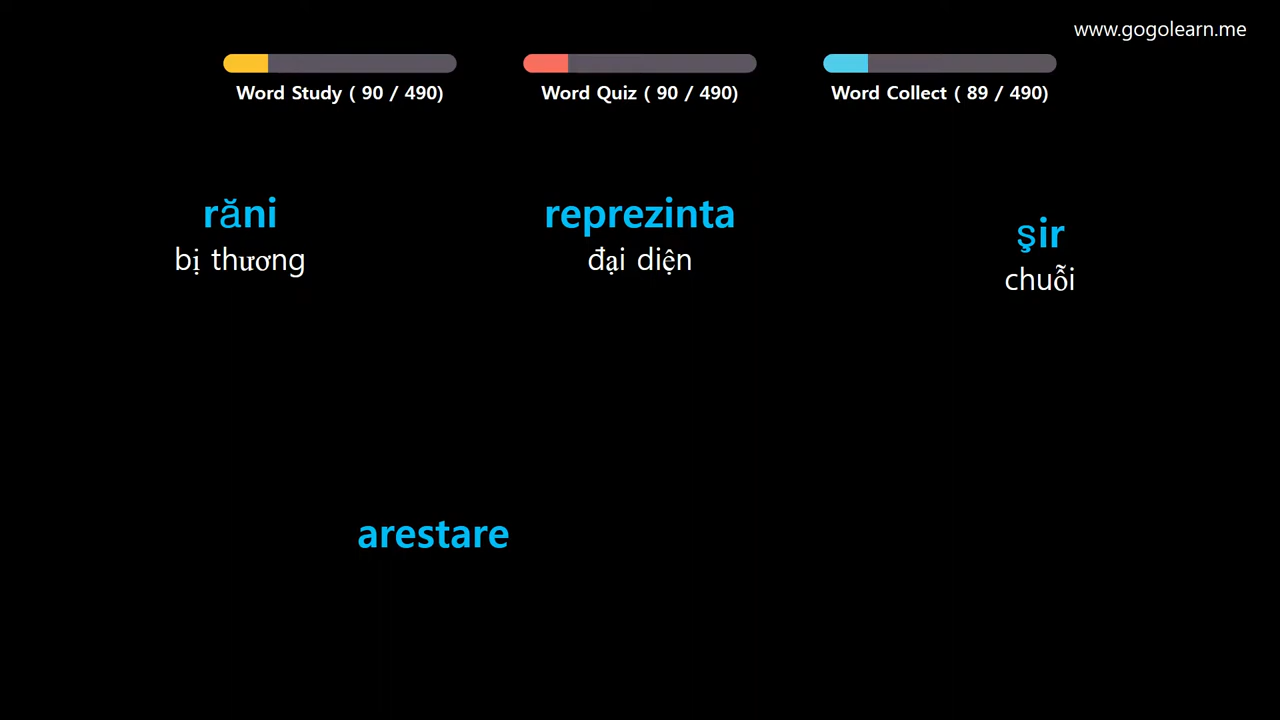 www.gogolearn.me
Word Study ( 90 / 490)
Word Quiz ( 90 / 490)
Word Collect ( 89 / 490)
răni
bị thương
reprezinta
đại diện
şir
chuỗi
arestare